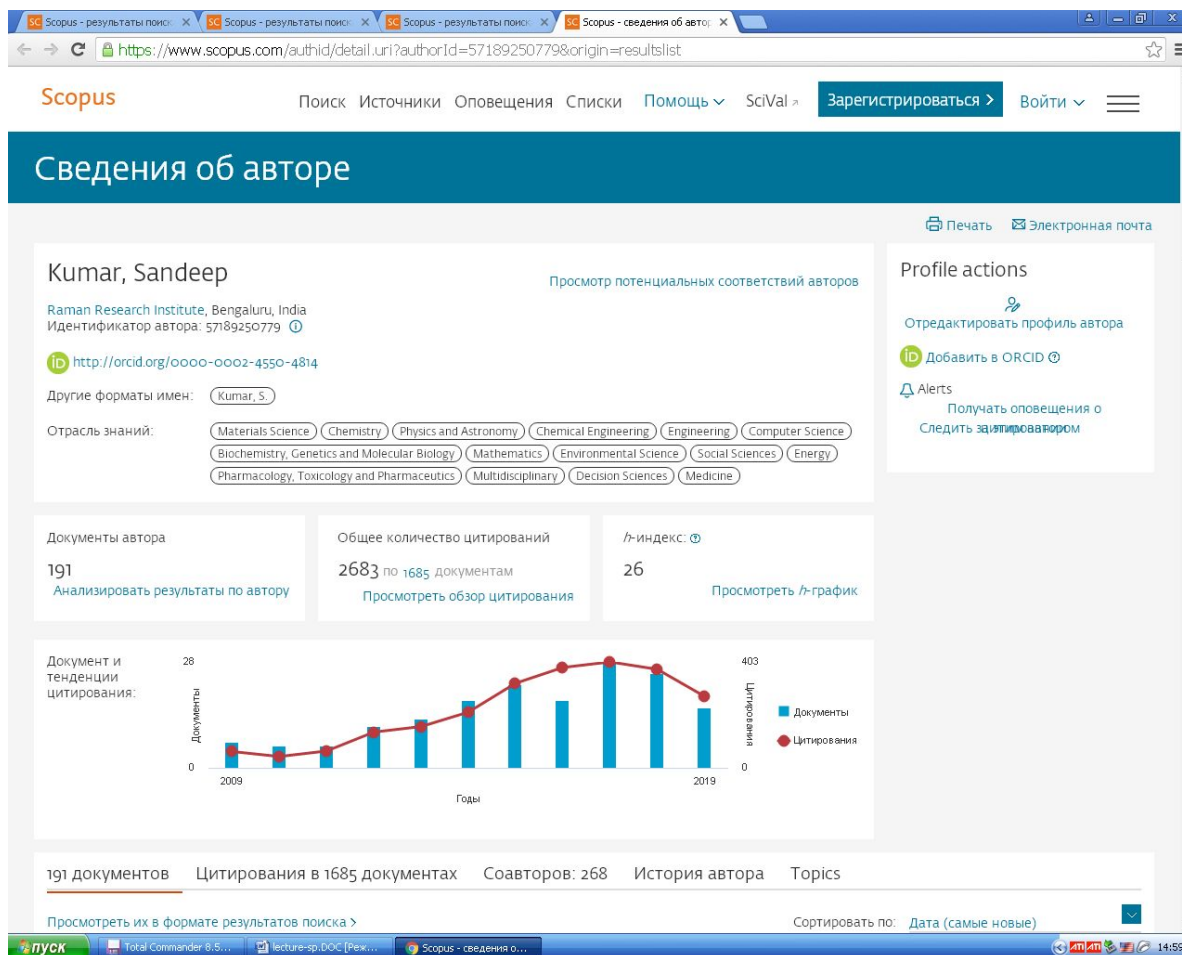 Scopus - результаты поиск
Scopus - результаты поиск
Scopus - результаты поиск
Scopus - сведения об автор
https://www.scopus.com/authid/detail.uri?authorId=57189250779&origin=resultslist
Scopus
Поиск Источники Оповещения Списки Помощь SciVal Зарегистрироваться > Войти
Сведения об авторе
Печать Электронная почта
Kumar, Sandeep
Просмотр потенциальных соответствий авторов
Raman Research Institute, Bengaluru, India
Идентификатор автора: 57189250779
iD http://orcid.org/0000-0002-4550-4814
Другие форматы имен: Kumar, S.
Отрасль знаний: Materials Science Chemistry Physics and Astronomy Chemical Engineering Engineering Computer Science
Biochemistry, Genetics and Molecular Biology Mathematics Environmental Science Social Sciences Energy
Pharmacology, Toxicology and Pharmaceutics Multidisciplinary Decision Sciences Medicine
Profile actions
Отредактировать профиль автора
iD Добавить в ORCID
Alerts
Получать оповещения о
Следить
Документы автора
191
Анализировать результаты по автору
Общее количество цитирований
2683 по 1685 документам
Просмотреть обзор цитирования
h-индекс:
26
Просмотреть h-график
Документ и
тенденции
цитирования:
28
Документы
0
2009
2019
Годы
403
Цитирования
0
Документы
Цитирования
191 документов Цитирования в 1685 документах Соавторов: 268 История автора Topics
Просмотреть их в формате результатов поиска >
Сортировать по: Дата (самые новые)
пуск Total Commander 8.5... lecture-sp.DOC [Реж... Scopus - сведения о... 14:59